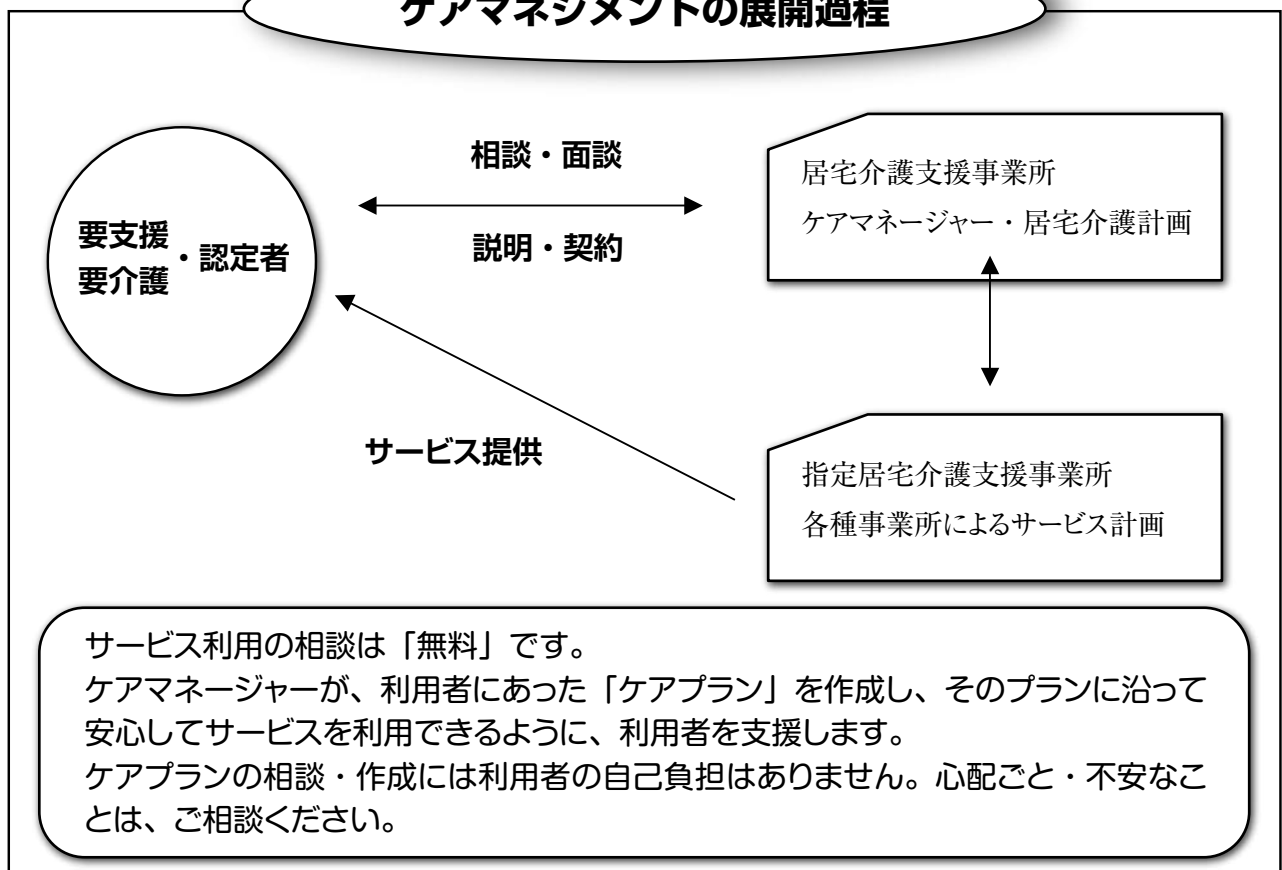 ケアマネジメントの展開過程
相談・面談
説明・契約
要支援
要介護
・認定者
居宅介護支援事業所
ケアマネージャー・居宅介護計画
サービス提供
指定居宅介護支援事業所
各種事業所によるサービス計画
サービス利用の相談は「無料」です。
ケアマネージャーが、利用者にあった「ケアプラン」を作成し、そのプランに沿って
安心してサービスを利用できるように、利用者を支援します。
ケアプランの相談・作成には利用者の自己負担はありません。心配ごと・不安なこ
とは、ご相談ください。